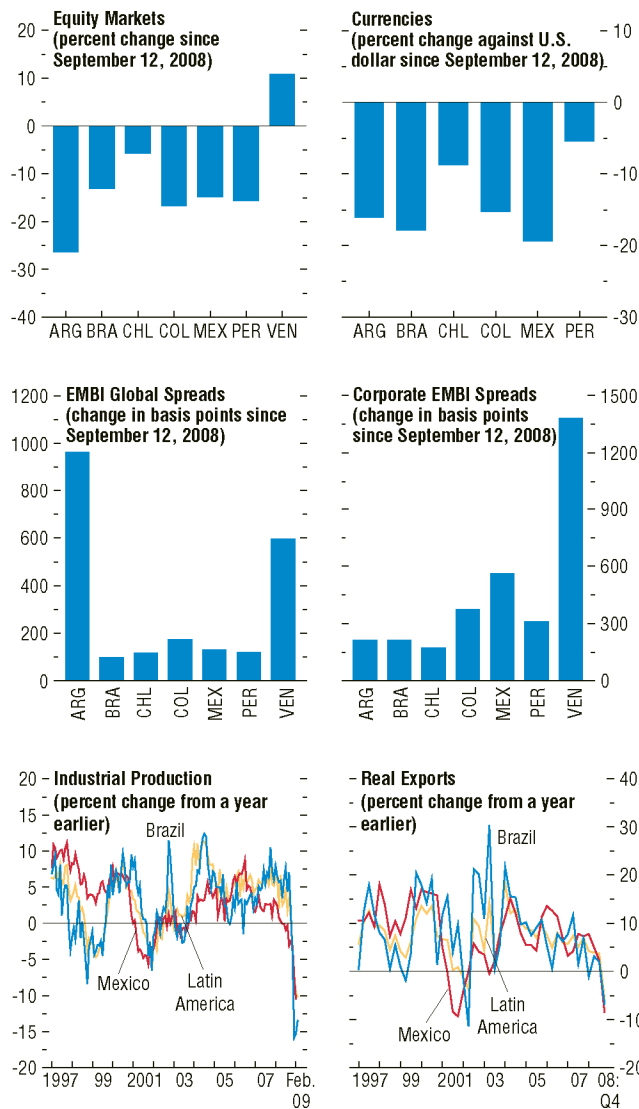 Equity Markets
(percent change since
September 12, 2008)
20
10
0
-10
-20
-30
-40
ARG BRA CHL COL MEX PER VEN
Currencies
(percent change against U.S.
dollar since September 12, 2008)
10
0
-10
-20
-30
ARG BRA CHL COL MEX PER
EMBI Global Spreads
(change in basis points since
September 12, 2008)
1200
1000
800
600
400
200
0
ARG BRA CHL COL MEX PER VEN
Corporate EMBI Spreads
(change in basis points
since September 12, 2008)
1500
1200
900
600
300
0
ARG BRA CHL COL MEX PER VEN
Industrial Production
(percent change from a year
earlier)
20
15
10
5
0
-5
-10
-15
-20
Brazil
Mexico
Latin
America
1997 99 2001 03 05 07 Feb.
09
Real Exports
(percent change from a year
earlier)
40
30
20
10
0
-10
-20
Brazil
Mexico
Latin
America
1997 99 2001 03 05 07 08:
Q4